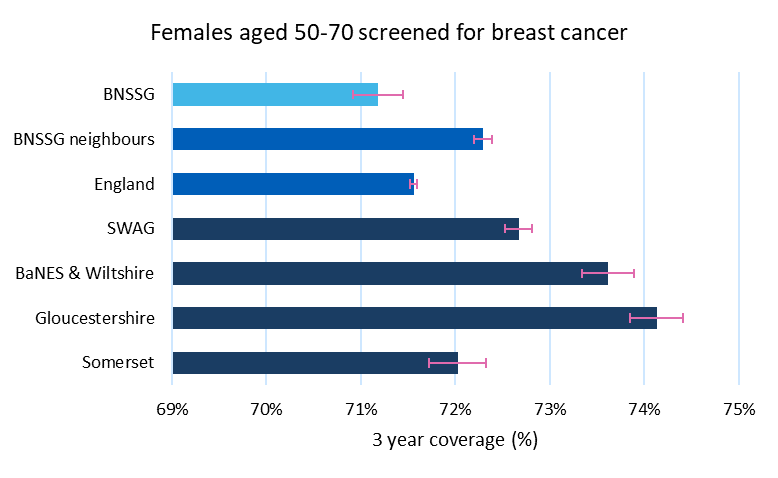 Females aged 50-70 screened for breast cancer
BNSSG
BNSSG neighbours
England
SWAG
BaNES & Wiltshire
Gloucestershire
Somerset
69% 70% 71% 72% 73% 74% 75%
3 year coverage (%)